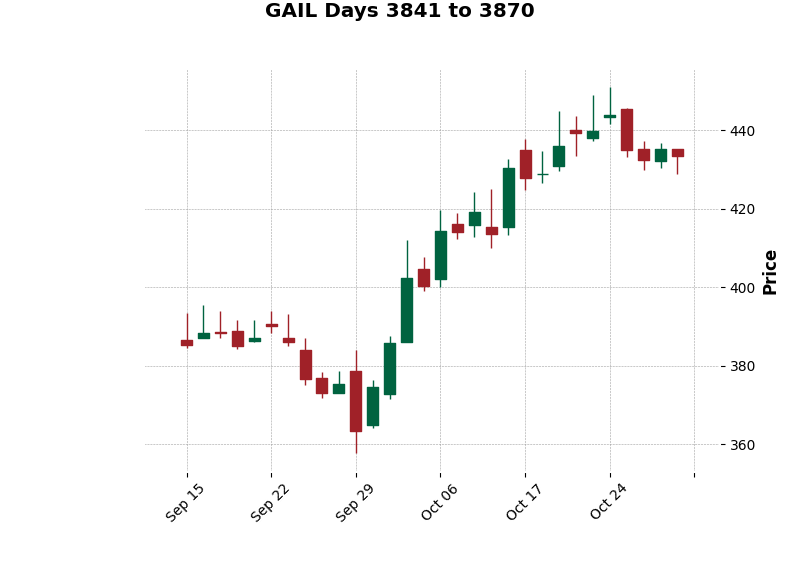 GAIL Days 3841 to 3870
440
420
400
380
360
Price
Sep 15
Sep 22
Sep 29
Oct 06
Oct 17
Oct 24